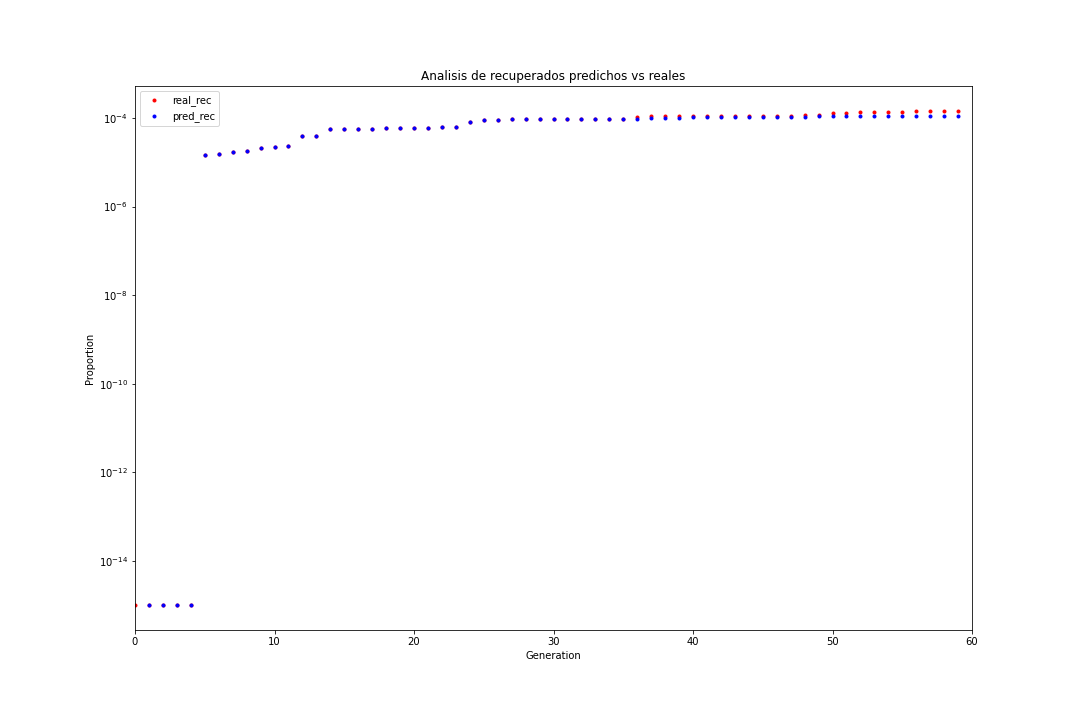 Analisis de recuperados predichos vs reales
real_rec
pred_rec
Proportion
10⁻⁴
10⁻⁶
10⁻⁸
10⁻¹⁰
10⁻¹²
10⁻¹⁴
0 10 20 30 40 50 60
Generation